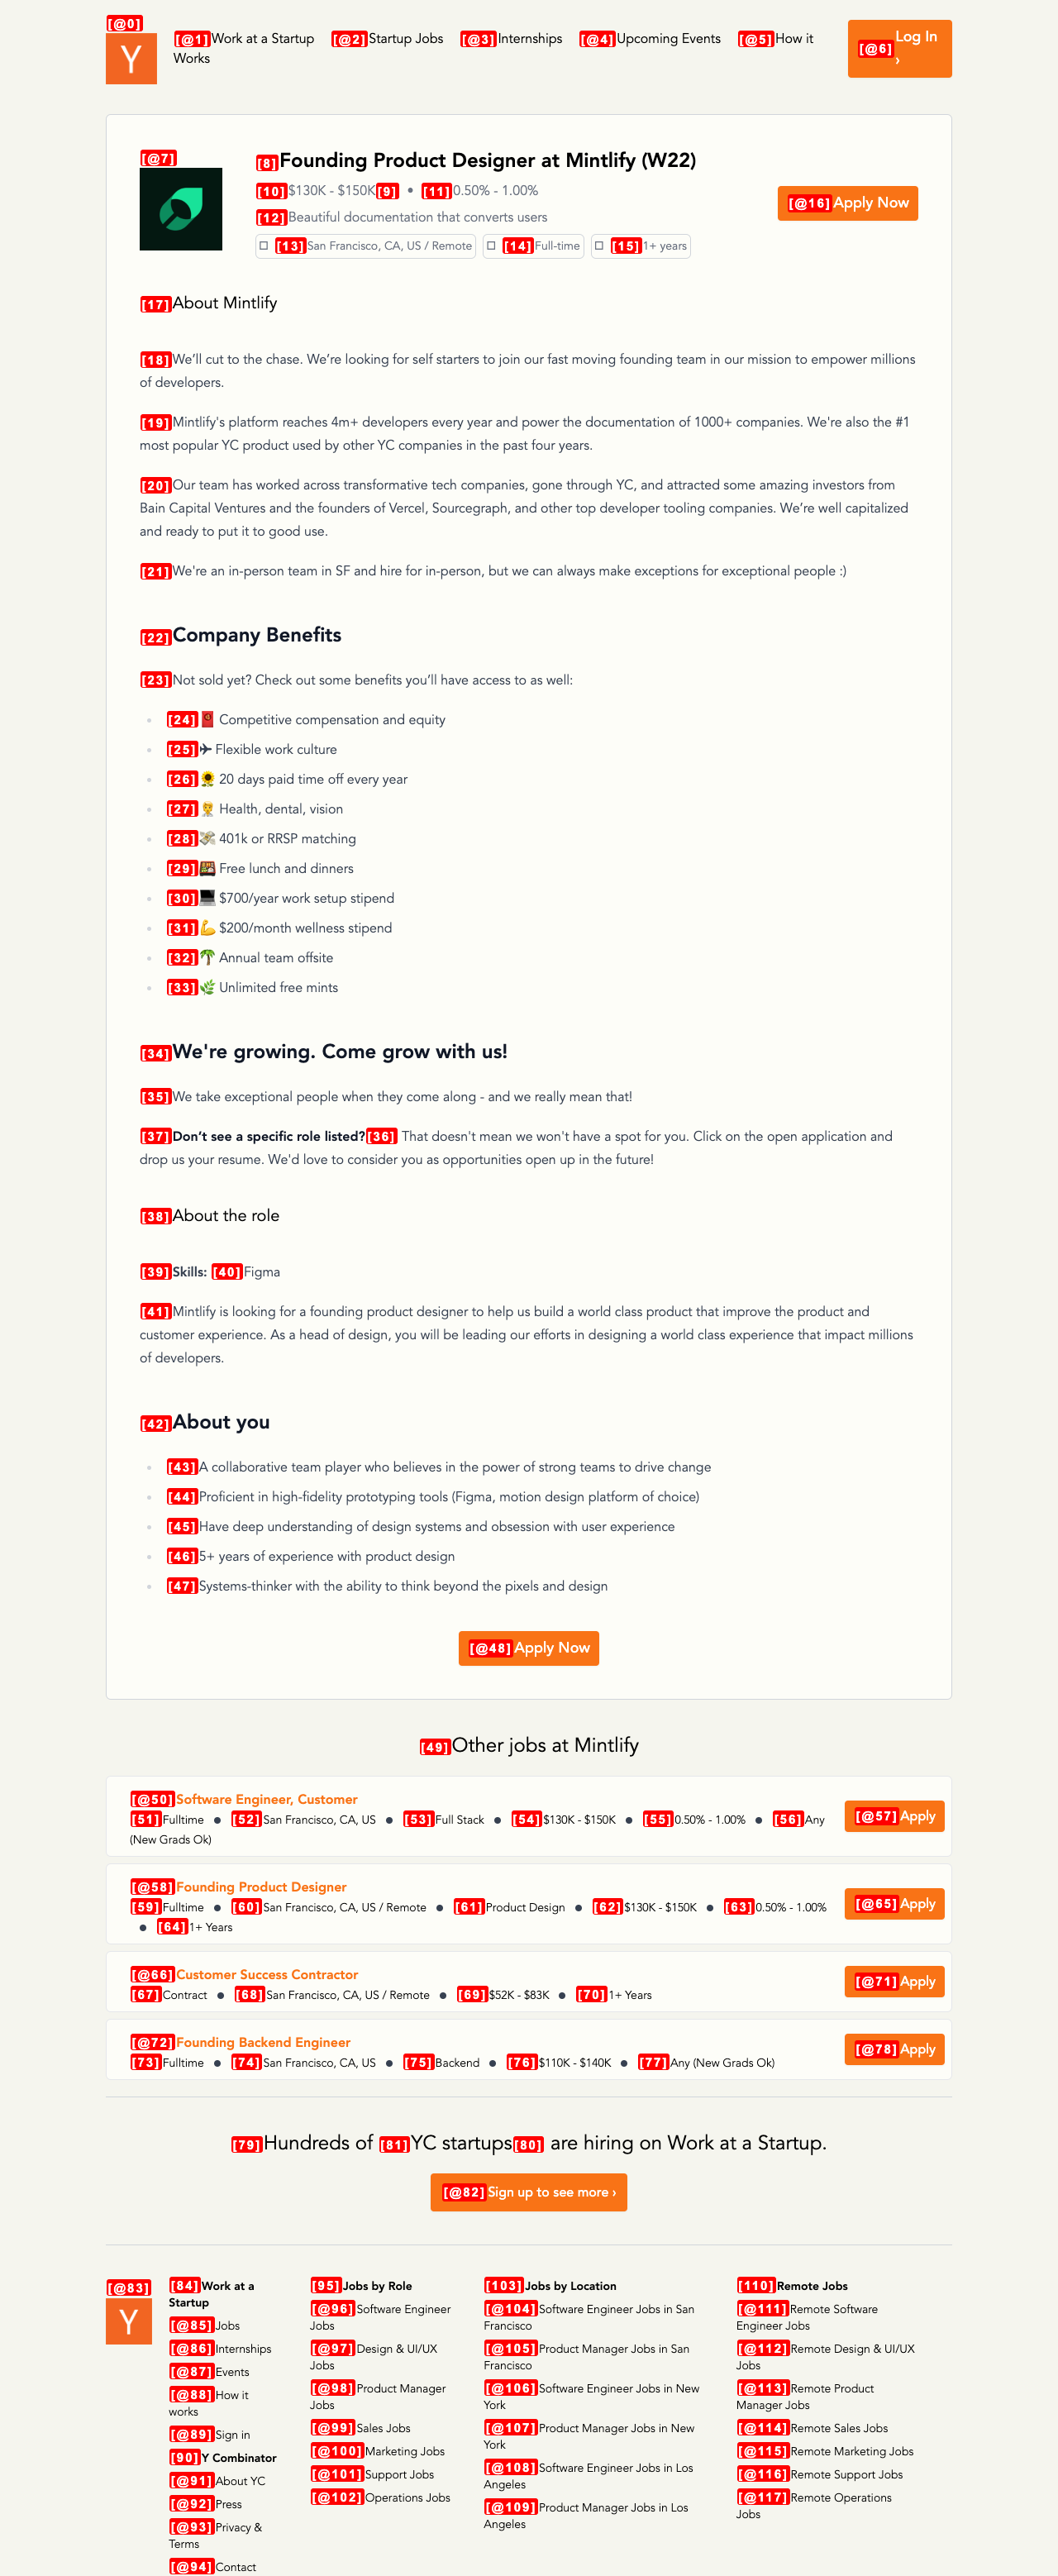 [@0]
Y
[@1]Work at a Startup [@2]Startup Jobs [@3]Internships [@4]Upcoming Events [@5]How it
Works
[@6]Log In
›
[@7]
[8]Founding Product Designer at Mintlify (W22)
[10]$130K - $150K[9] • [11]0.50% - 1.00%
[12]Beautiful documentation that converts users
[13]San Francisco, CA, US / Remote [14]Full-time [15]1+ years
[@16]Apply Now
[17]About Mintlify
[18]We’ll cut to the chase. We’re looking for self starters to join our fast moving founding team in our mission to empower millions
of developers.
[19]Mintlify's platform reaches 4m+ developers every year and power the documentation of 1000+ companies. We're also the #1
most popular YC product used by other YC companies in the past four years.
[20]Our team has worked across transformative tech companies, gone through YC, and attracted some amazing investors from
Bain Capital Ventures and the founders of Vercel, Sourcegraph, and other top developer tooling companies. We’re well capitalized
and ready to put it to good use.
[21]We're an in-person team in SF and hire for in-person, but we can always make exceptions for exceptional people :)
[22]Company Benefits
[23]Not sold yet? Check out some benefits you’ll have access to as well:
[24]🧧 Competitive compensation and equity
[25]✈ Flexible work culture
[26]🌻 20 days paid time off every year
[27] Health, dental, vision
[28]💸 401k or RRSP matching
[29]🍱 Free lunch and dinners
[30]💻 $700/year work setup stipend
[31]💪 $200/month wellness stipend
[32]🌴 Annual team offsite
[33]🌿 Unlimited free mints
[34]We're growing. Come grow with us!
[35]We take exceptional people when they come along - and we really mean that!
[37]Don’t see a specific role listed?[36] That doesn't mean we won't have a spot for you. Click on the open application and
drop us your resume. We'd love to consider you as opportunities open up in the future!
[38]About the role
[39]Skills: [40]Figma
[41]Mintlify is looking for a founding product designer to help us build a world class product that improve the product and
customer experience. As a head of design, you will be leading our efforts in designing a world class experience that impact millions
of developers.
[42]About you
[43]A collaborative team player who believes in the power of strong teams to drive change
[44]Proficient in high-fidelity prototyping tools (Figma, motion design platform of choice)
[45]Have deep understanding of design systems and obsession with user experience
[46]5+ years of experience with product design
[47]Systems-thinker with the ability to think beyond the pixels and design
[@48]Apply Now
[49]Other jobs at Mintlify
[@50]Software Engineer, Customer
[51]Fulltime ● [52]San Francisco, CA, US ● [53]Full Stack ● [54]$130K - $150K ● [55]0.50% - 1.00% ● [56]Any
(New Grads Ok)
[@57]Apply
[@58]Founding Product Designer
[59]Fulltime ● [60]San Francisco, CA, US / Remote ● [61]Product Design ● [62]$130K - $150K ● [63]0.50% - 1.00%
● [64]1+ Years
[@65]Apply
[@66]Customer Success Contractor
[67]Contract ● [68]San Francisco, CA, US / Remote ● [69]$52K - $83K ● [70]1+ Years
[@71]Apply
[@72]Founding Backend Engineer
[73]Fulltime ● [74]San Francisco, CA, US ● [75]Backend ● [76]$110K - $140K ● [77]Any (New Grads Ok)
[@78]Apply
[79]Hundreds of [81]YC startups[80] are hiring on Work at a Startup.
[@82]Sign up to see more ›
[@83]
Y
[84]Work at a
Startup
[@85]Jobs
[@86]Internships
[@87]Events
[@88]How it
works
[@89]Sign in
[90]Y Combinator
[@91]About YC
[@92]Press
[@93]Privacy &
Terms
[@94]Contact
[95]Jobs by Role
[@96]Software Engineer
Jobs
[@97]Design & UI/UX
Jobs
[@98]Product Manager
Jobs
[@99]Sales Jobs
[@100]Marketing Jobs
[@101]Support Jobs
[@102]Operations Jobs
[103]Jobs by Location
[@104]Software Engineer Jobs in San
Francisco
[@105]Product Manager Jobs in San
Francisco
[@106]Software Engineer Jobs in New
York
[@107]Product Manager Jobs in New
York
[@108]Software Engineer Jobs in Los
Angeles
[@109]Product Manager Jobs in Los
Angeles
[110]Remote Jobs
[@111]Remote Software
Engineer Jobs
[@112]Remote Design & UI/UX
Jobs
[@113]Remote Product
Manager Jobs
[@114]Remote Sales Jobs
[@115]Remote Marketing Jobs
[@116]Remote Support Jobs
[@117]Remote Operations
Jobs